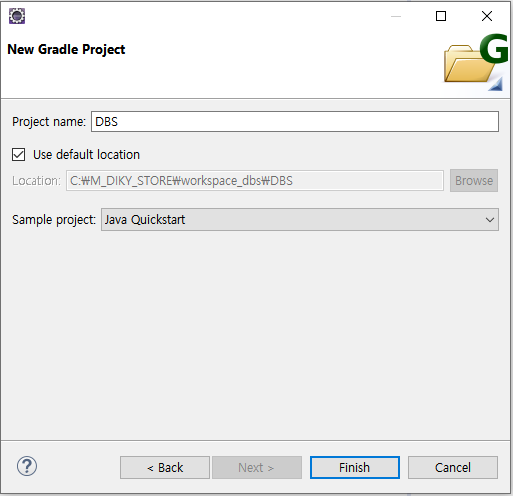 New Gradle Project
G
Project name: DBS
Use default location
Location: C:₩M_DIKY_STORE₩workspace_dbs₩DBS Browse
Sample project: Java Quickstart
? < Back Next > Finish Cancel